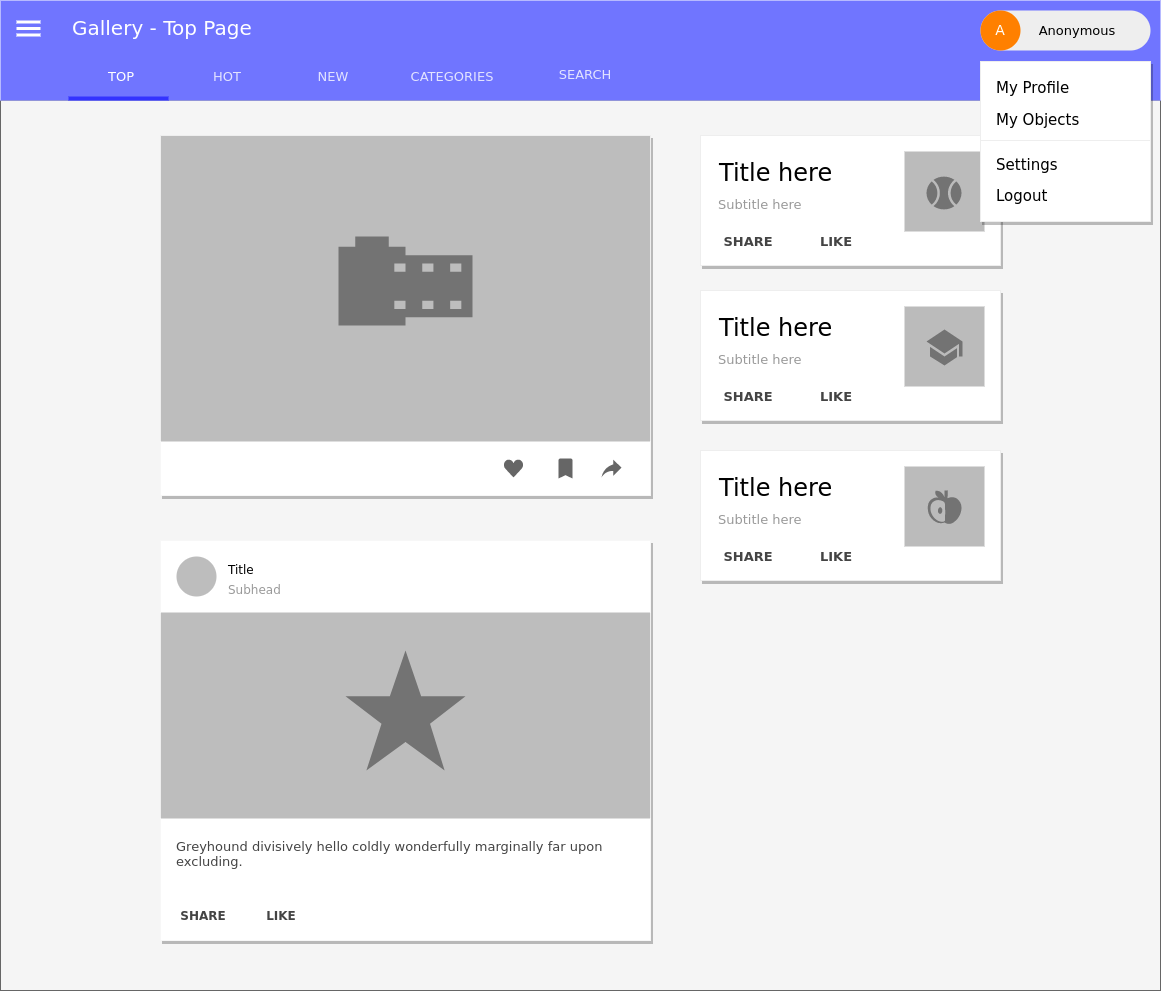 Gallery - Top Page
A
Anonymous
TOP
HOT
NEW
CATEGORIES
SEARCH
My Profile
My Objects
Settings
Logout
Title here
Subtitle here
SHARE
LIKE
Title here
Subtitle here
SHARE
LIKE
Title here
Subtitle here
SHARE
LIKE
Title
Subhead
Greyhound divisively hello coldly wonderfully marginally far upon
excluding.
SHARE
LIKE